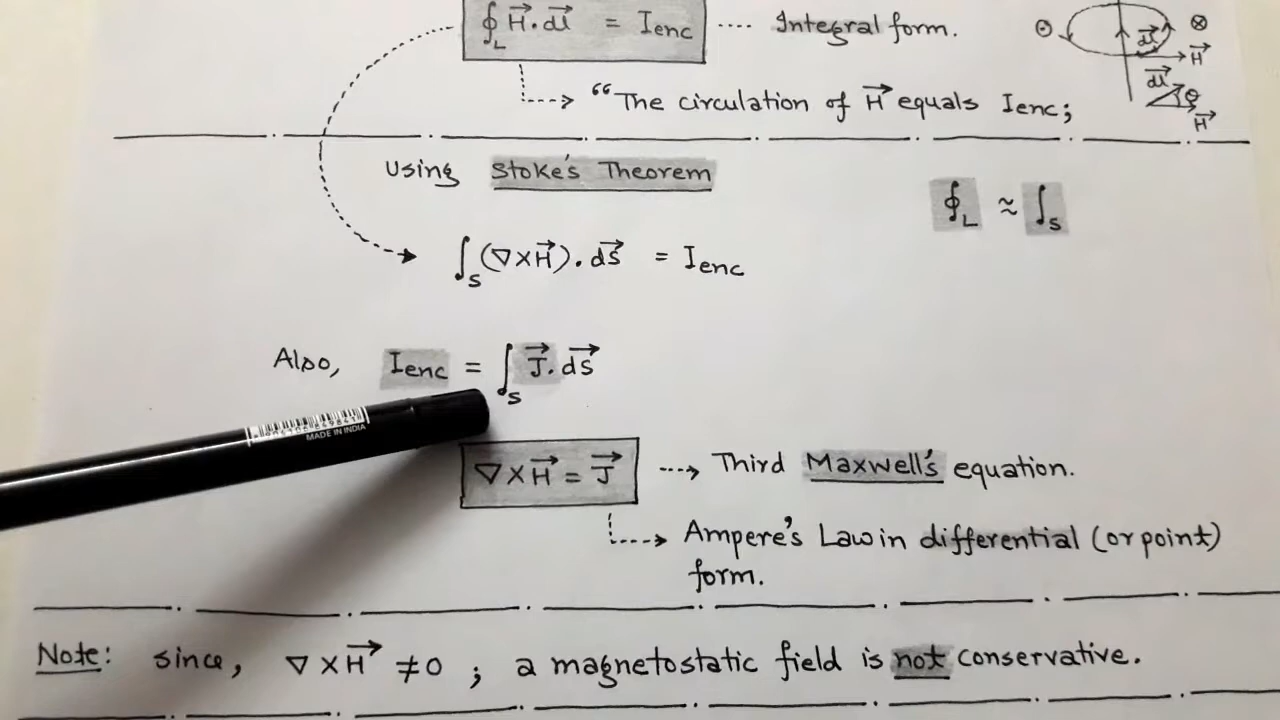 ∮_L H⃗ . dl⃗ = Ienc .... Integral form.
⊙ dl⃗ ⊗
H⃗
"The circulation of H⃗ equals Ienc;
dl⃗ θ
H⃗
Using Stoke's Theorem
∮_L ≈ ∫_S
∫_S (∇×H⃗) . ds⃗ = Ienc
Also, Ienc = ∫_S J⃗ . ds⃗
MADE IN INDIA
∇×H⃗ = J⃗ Third Maxwell's equation.
Ampere's Law in differential (or point)
form.
Note: since, ∇×H⃗ ≠0 ; a magnetostatic field is not conservative.